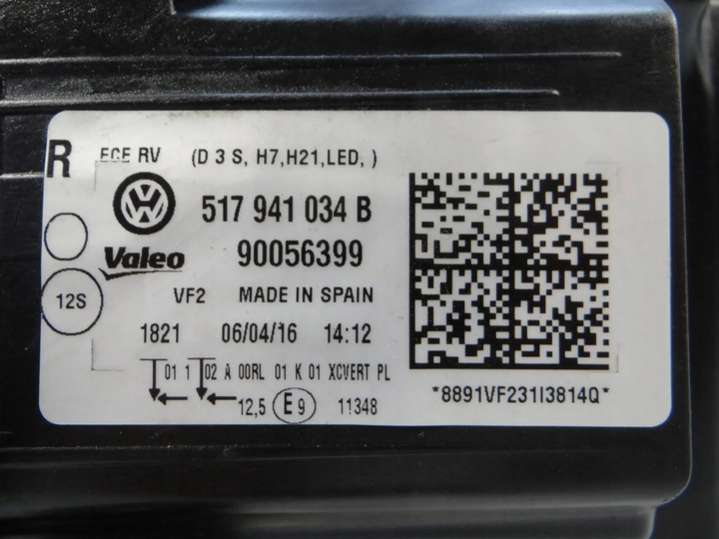 R ECE RV (D 3 S, H7,H21,LED, )
517 941 034 B
Valeo 90056399
12S VF2 MADE IN SPAIN
1821 06/04/16 14:12
01 1 02 A 00RL 01 K 01 XCVERT PL
12,5 E9 11348
*8891VF231I3814Q*